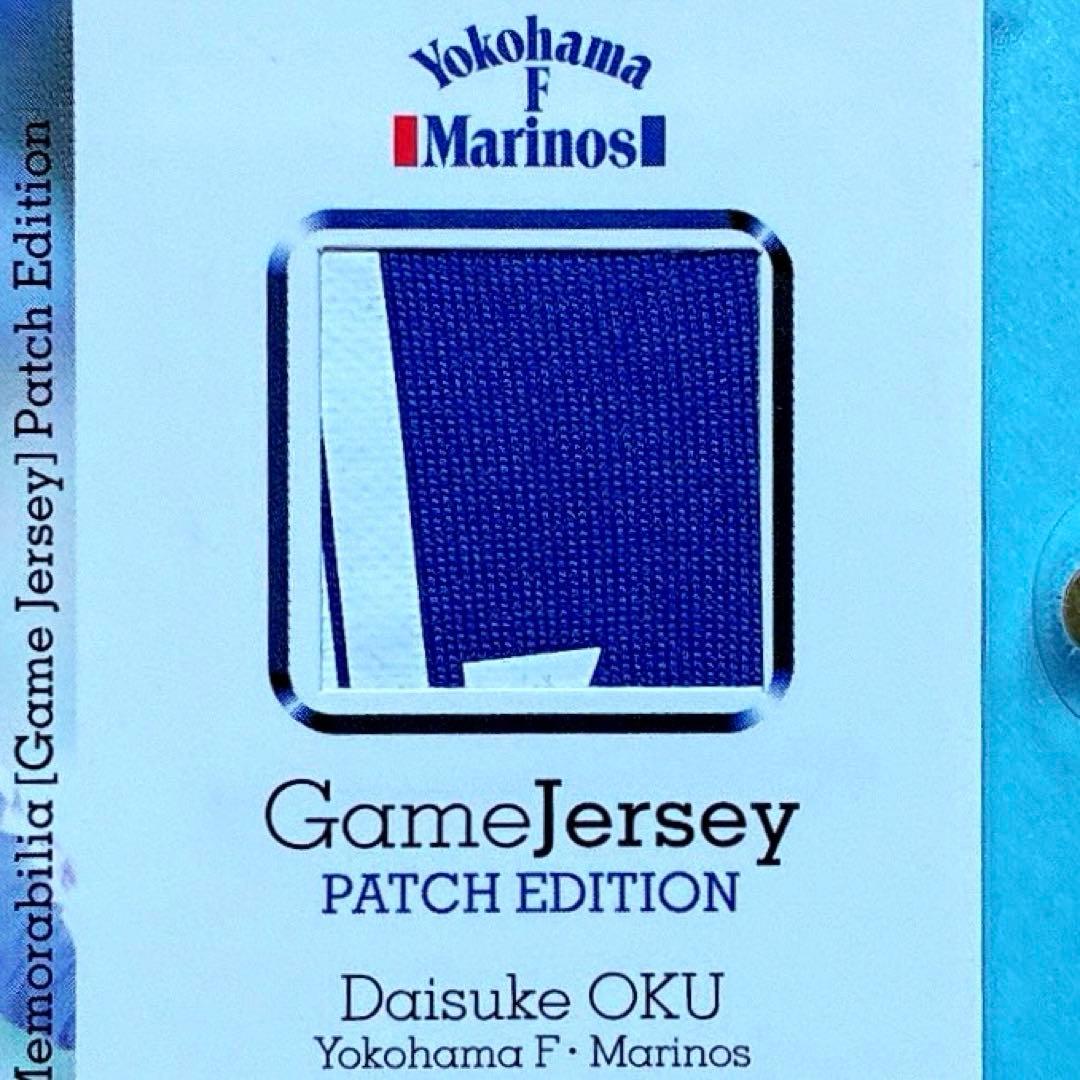 Yokohama
F
Marinos
Memorabilia [Game Jersey] Patch Edition
GameJersey
PATCH EDITION
Daisuke OKU
Yokohama F・Marinos